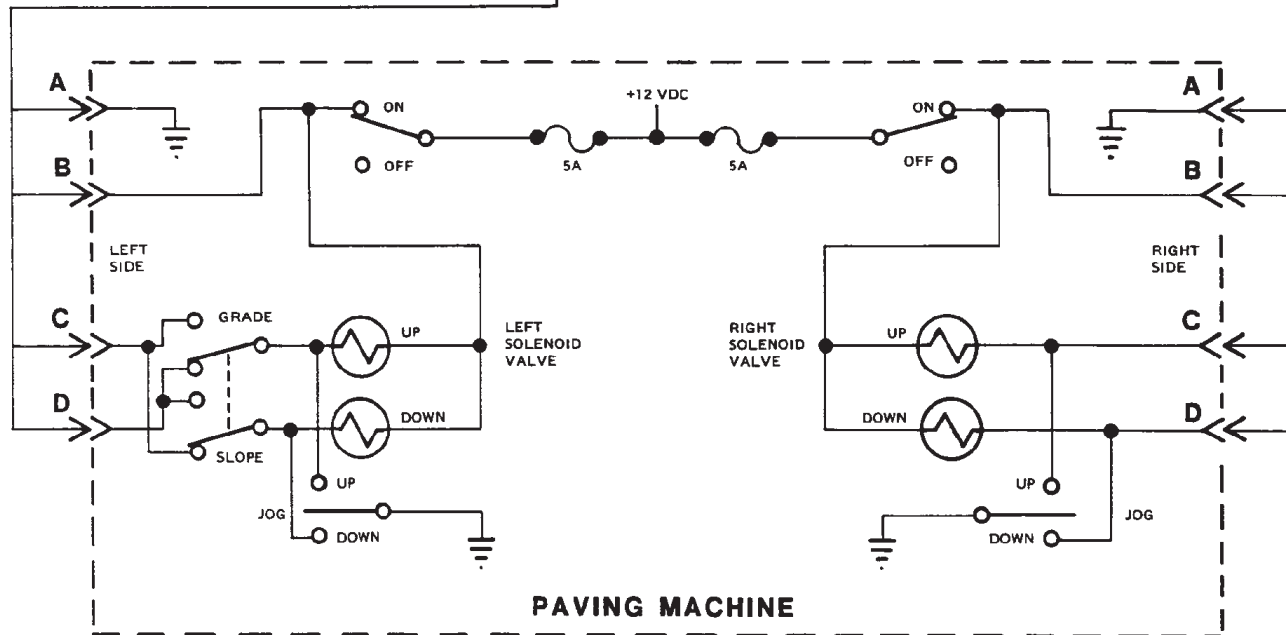 A
ON
+12 VDC
ON
A
5A
5A
OFF
OFF
B
B
LEFT
SIDE
RIGHT
SIDE
C
GRADE
UP
LEFT
SOLENOID
VALVE
RIGHT
SOLENOID
VALVE
UP
C
D
DOWN
DOWN
D
SLOPE
UP
JOG
DOWN
UP
JOG
DOWN
PAVING MACHINE